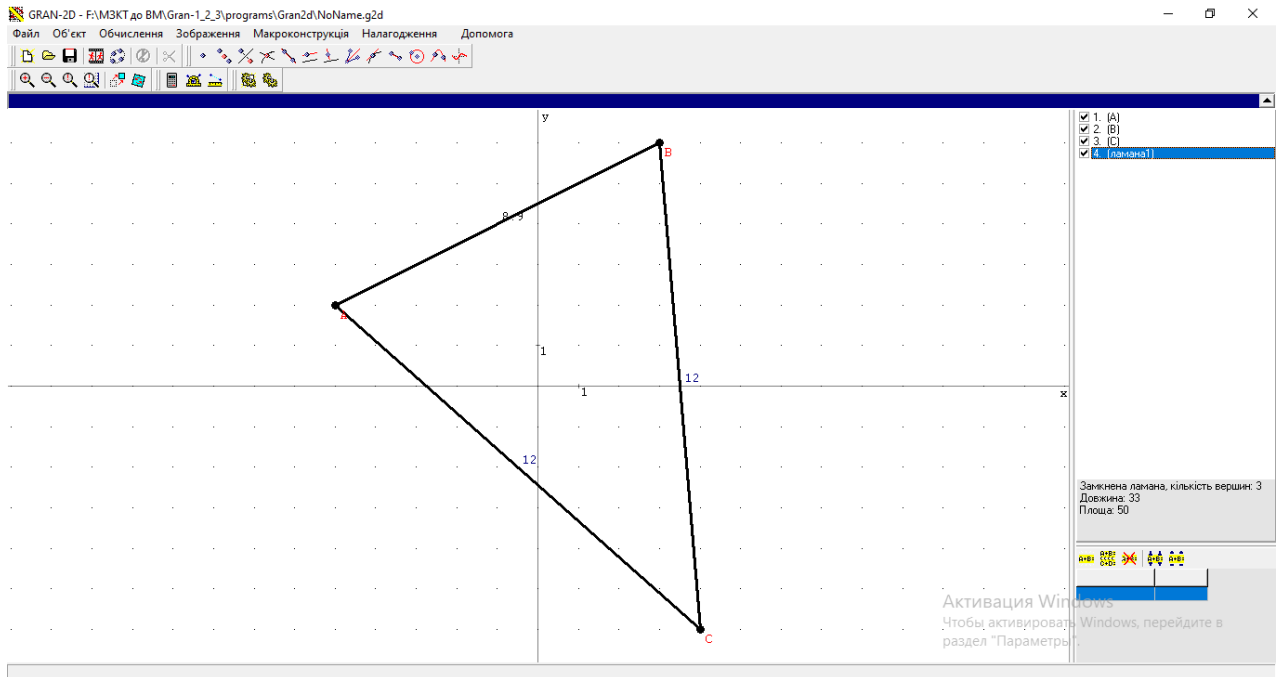 GRAN-2D - F:\МЗКТ до ВМ\Gran-1_2_3\programs\Gran2d\NoName.g2d
Файл Об'єкт Обчислення Зображення Макроконструкція Налагодження Допомога
y
B
8.9
A
1
12
1
x
12
C
1. (A)
2. (B)
3. (C)
4. (ламана1)
Замкнена ламана, кількість вершин: 3
Довжина: 33
Площа: 50
Активация Windows
Чтобы активировать Windows, перейдите в
раздел "Параметры".